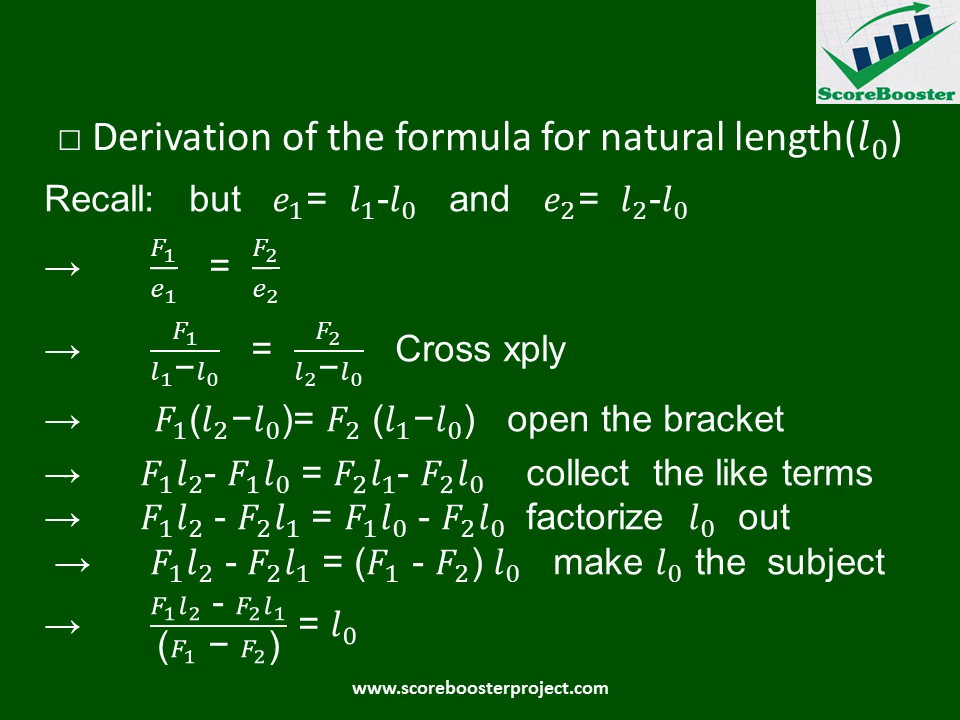 ScoreBooster
□ Derivation of the formula for natural length(𝑙₀)
Recall: but 𝑒₁= 𝑙₁-𝑙₀ and 𝑒₂= 𝑙₂-𝑙₀
→ 𝐹₁/𝑒₁ = 𝐹₂/𝑒₂
→ 𝐹₁/(𝑙₁−𝑙₀) = 𝐹₂/(𝑙₂−𝑙₀) Cross xply
→ 𝐹₁(𝑙₂−𝑙₀)= 𝐹₂ (𝑙₁−𝑙₀) open the bracket
→ 𝐹₁𝑙₂- 𝐹₁𝑙₀ = 𝐹₂𝑙₁- 𝐹₂𝑙₀ collect the like terms
→ 𝐹₁𝑙₂ - 𝐹₂𝑙₁ = 𝐹₁𝑙₀ - 𝐹₂𝑙₀ factorize 𝑙₀ out
→ 𝐹₁𝑙₂ - 𝐹₂𝑙₁ = (𝐹₁ - 𝐹₂) 𝑙₀ make 𝑙₀ the subject
→ (𝐹₁𝑙₂ - 𝐹₂𝑙₁)/(𝐹₁ − 𝐹₂) = 𝑙₀
www.scoreboosterproject.com